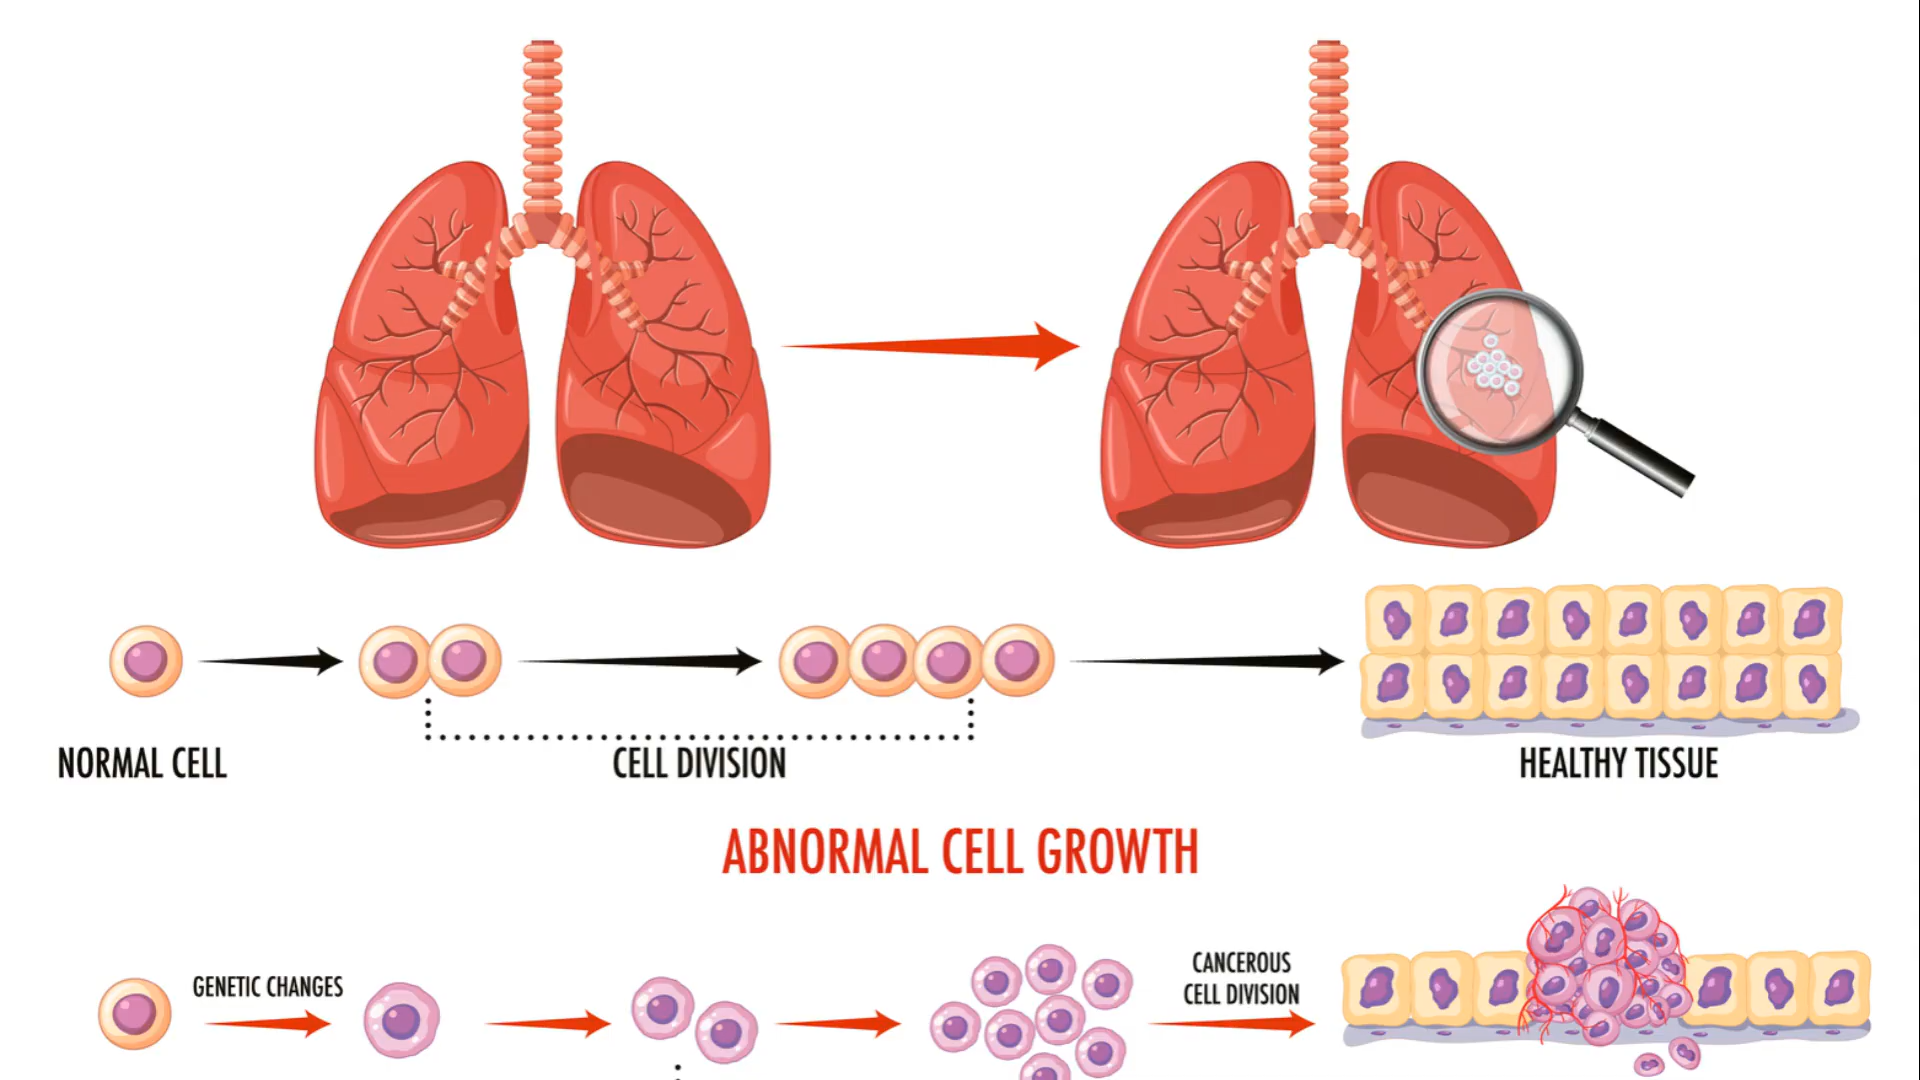 NORMAL CELL
CELL DIVISION
HEALTHY TISSUE
ABNORMAL CELL GROWTH
GENETIC CHANGES
CANCEROUS
CELL DIVISION